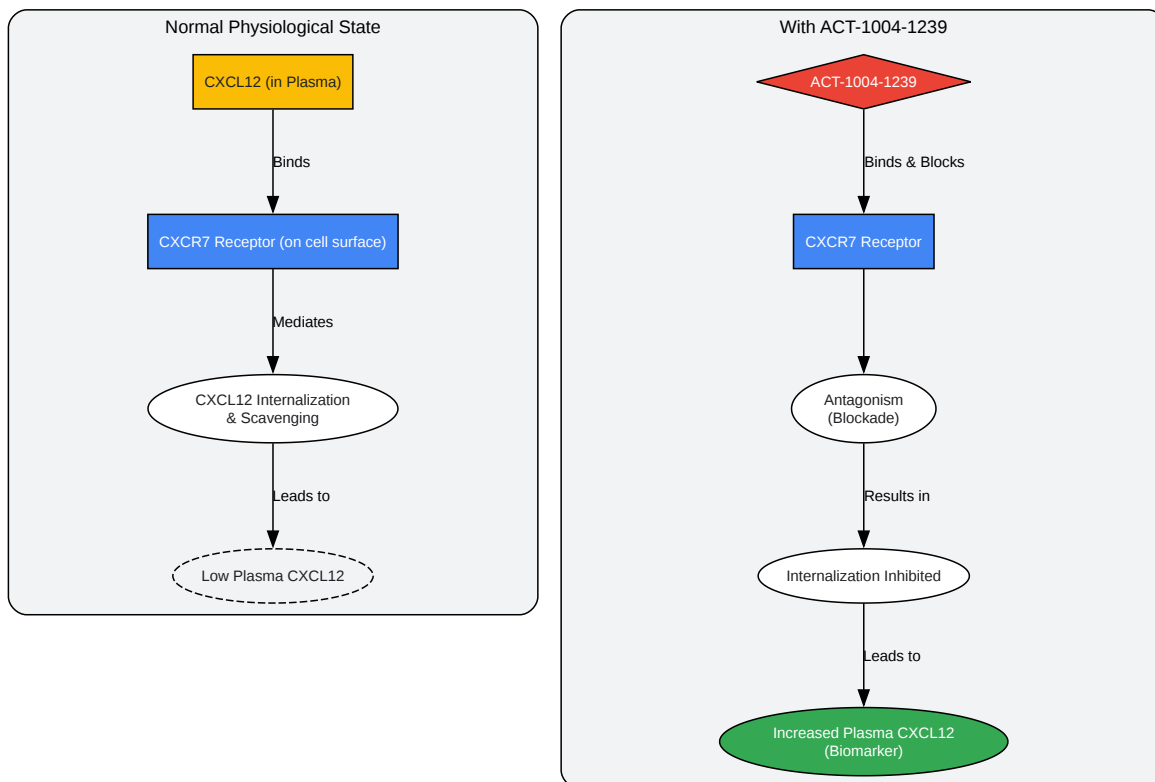 Normal Physiological State
CXCL12 (in Plasma)
Binds
CXCR7 Receptor (on cell surface)
Mediates
CXCL12 Internalization
& Scavenging
Leads to
Low Plasma CXCL12
With ACT-1004-1239
ACT-1004-1239
Binds & Blocks
CXCR7 Receptor
Antagonism
(Blockade)
Results in
Internalization Inhibited
Leads to
Increased Plasma CXCL12
(Biomarker)